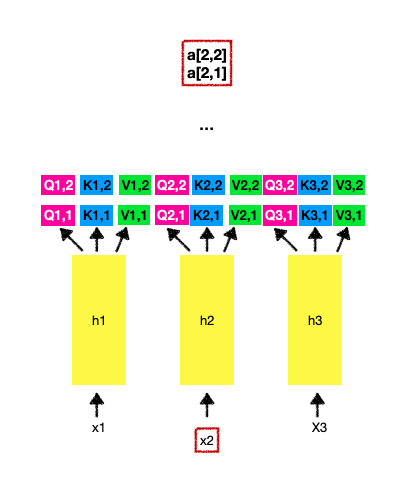 a[2,2]
a[2,1]
...
Q1,2 K1,2 V1,2 Q2,2 K2,2 V2,2 Q3,2 K3,2 V3,2
Q1,1 K1,1 V1,1 Q2,1 K2,1 V2,1 Q3,1 K3,1 V3,1
h1 h2 h3
x1 x2 X3